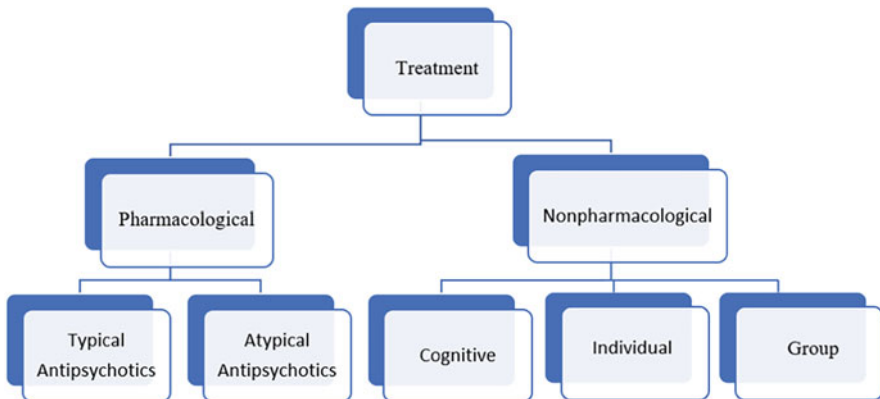 Treatment
Pharmacological
Nonpharmacological
Typical
Antipsychotics
Atypical
Antipsychotics
Cognitive
Individual
Group